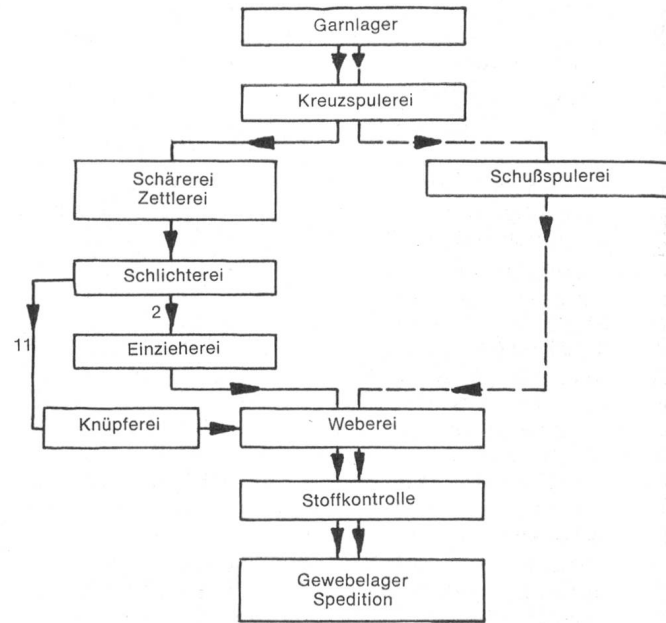 Garnlager
Kreuzspulerei
Schärerei
Zettlerei
Schußspulerei
Schlichterei
2
11
Einzieherei
Knüpferei
Weberei
Stoffkontrolle
Gewebelager
Spedition